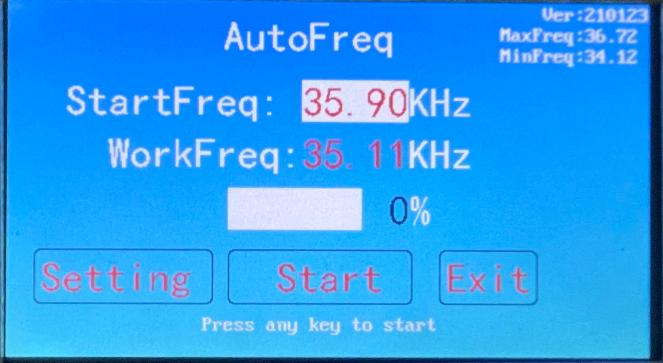 Ver:210123
AutoFreq
MaxFreq:36.72
MinFreq:34.12
StartFreq: 35.90KHz
WorkFreq:35.11KHz
0%
Setting
Start
Exit
Press any key to start